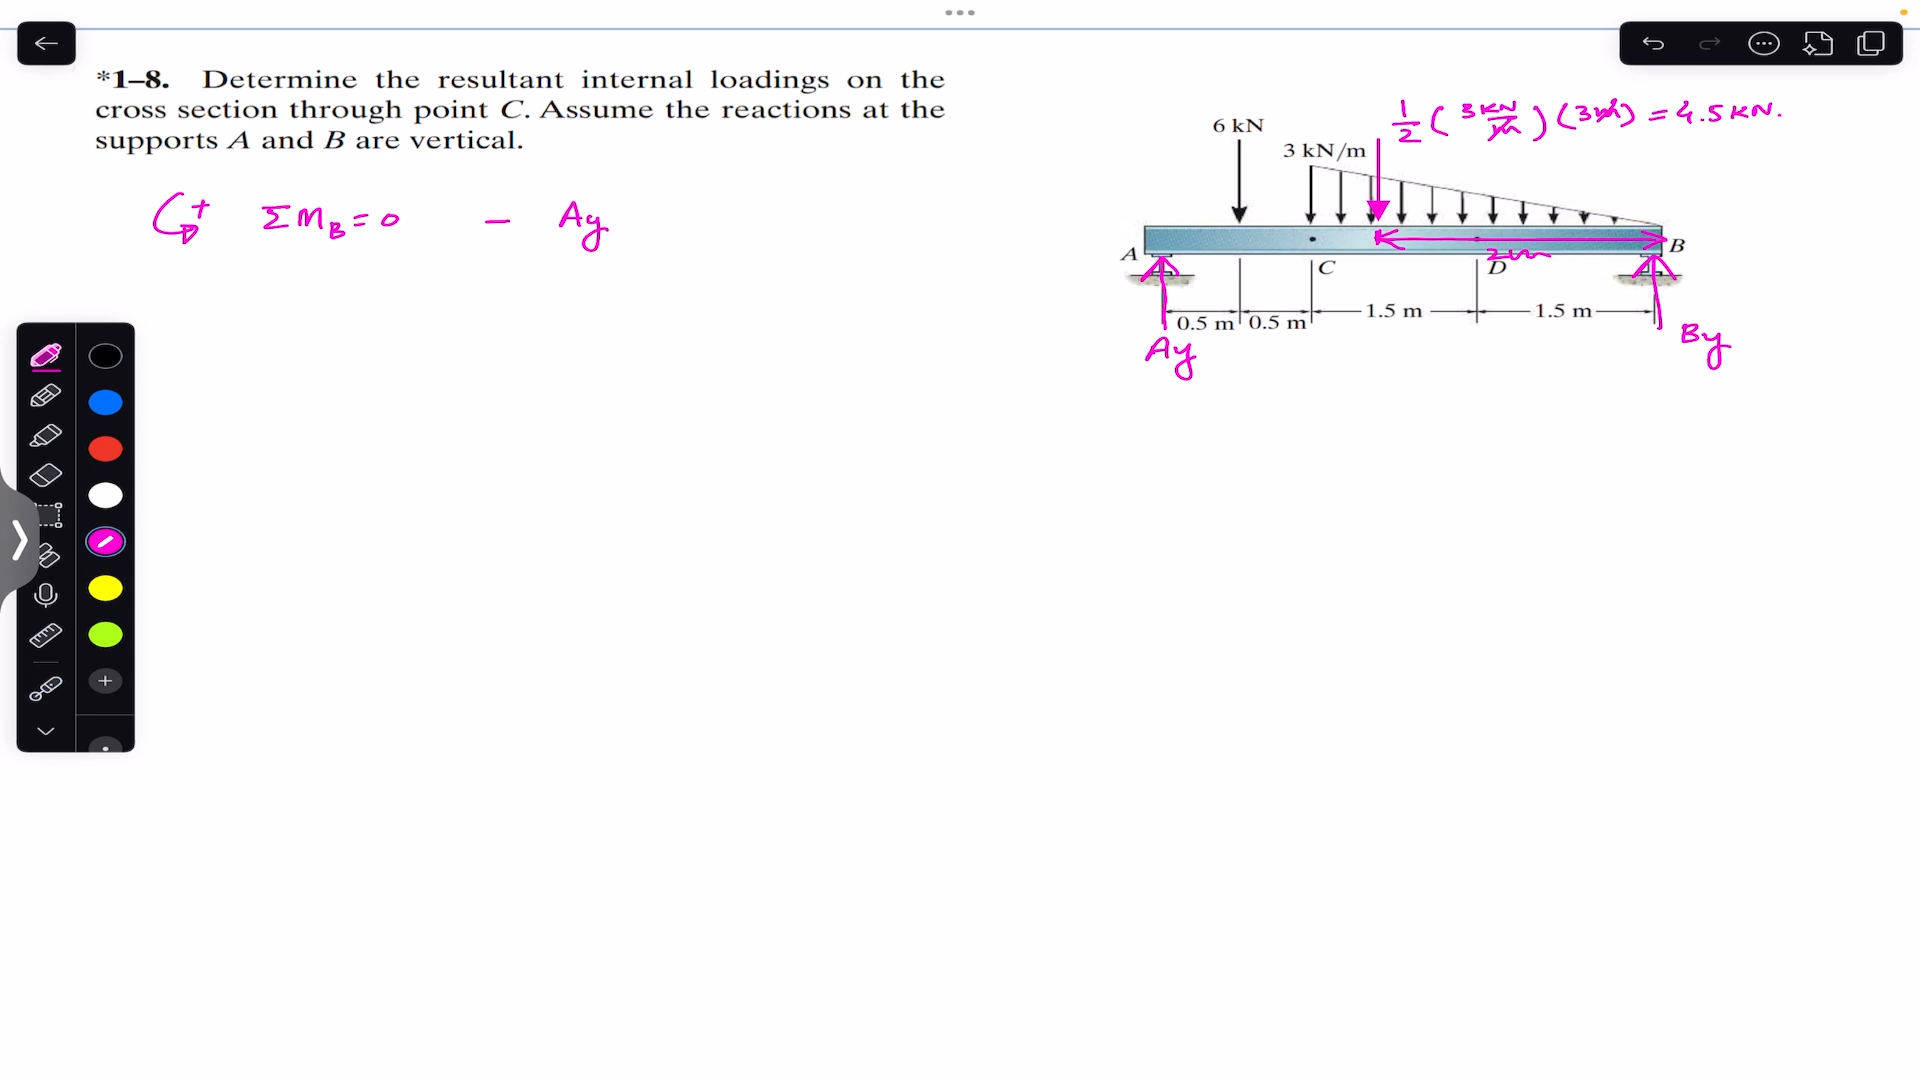 *1–8. Determine the resultant internal loadings on the
cross section through point C. Assume the reactions at the
supports A and B are vertical.
ΣM_B = 0 - Ay
1/2 (3 kN/m) (3m) = 4.5 KN.
6 kN
3 kN/m
A
B
C
2m
D
0.5 m 0.5 m 1.5 m 1.5 m
Ay
By
+